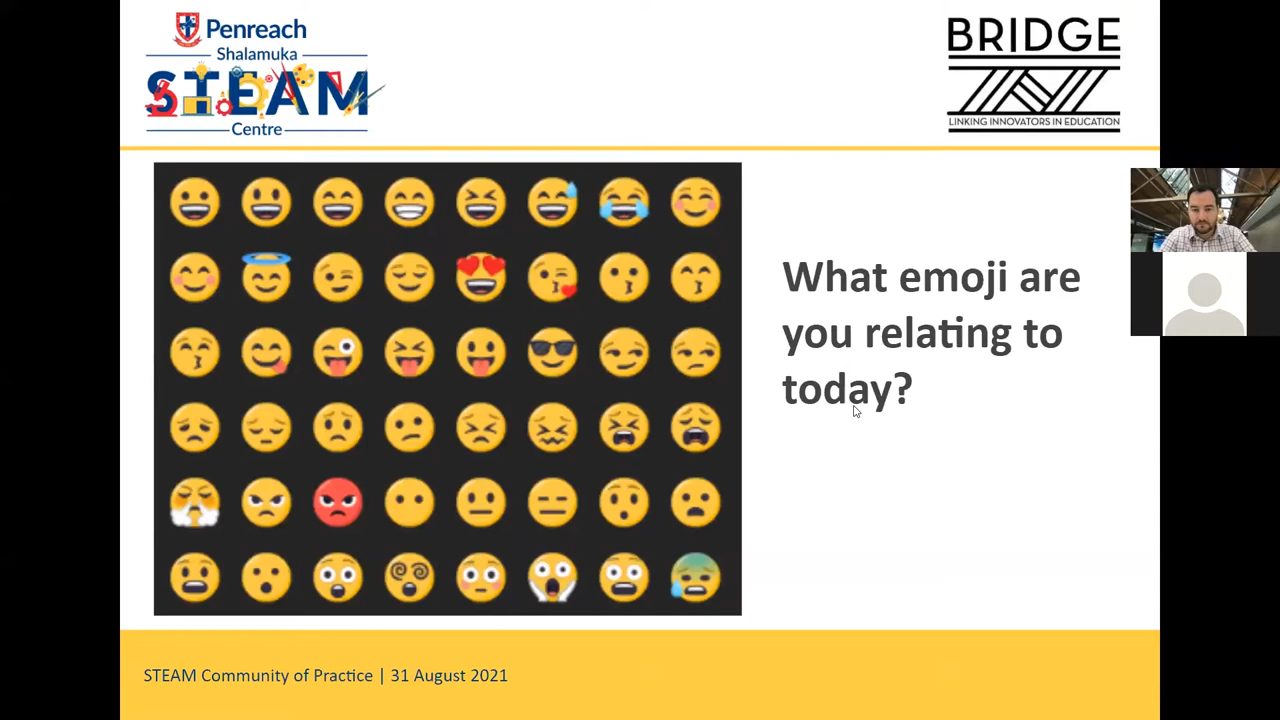 Penreach
Shalamuka
STEAM
Centre
BRIDGE
LINKING INNOVATORS IN EDUCATION
What emoji are
you relating to
today?
STEAM Community of Practice | 31 August 2021